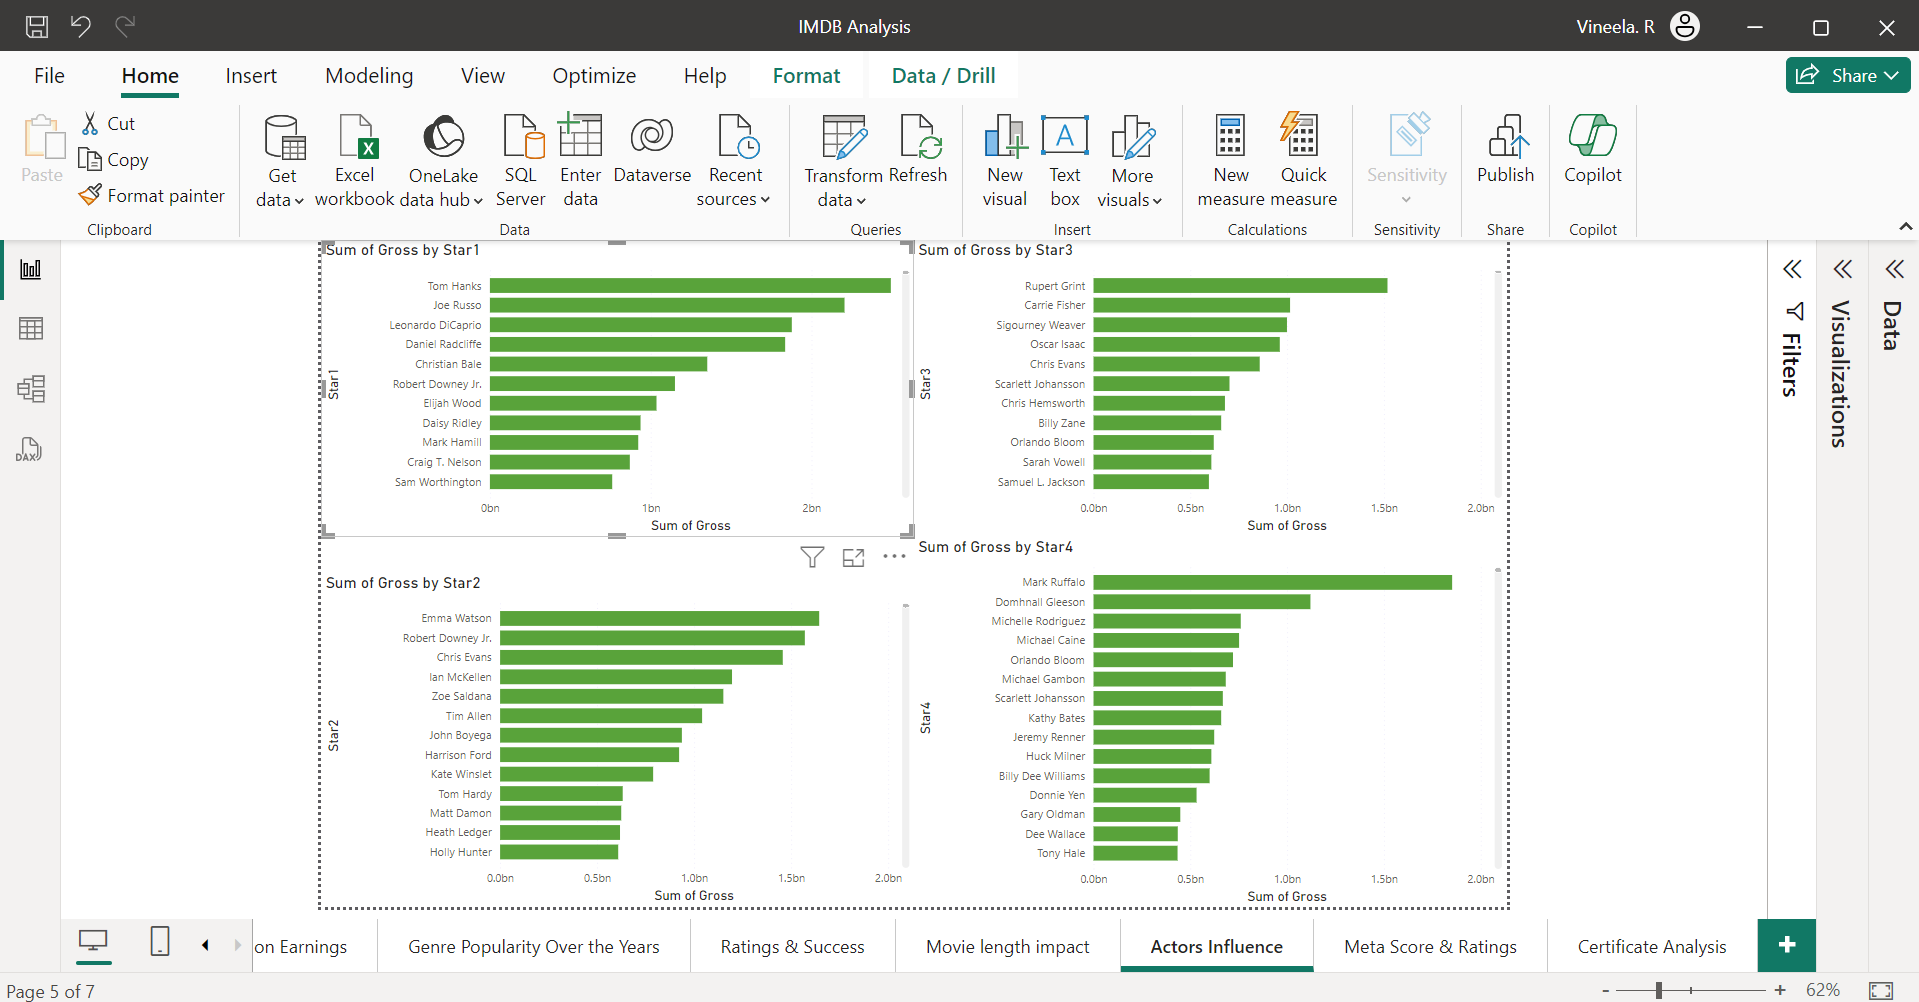 IMDB Analysis
Vineela. R
File
Home
Insert
Modeling
View
Optimize
Help
Format
Data / Drill
Share
Paste
Cut
Copy
Format painter
Clipboard
Get data
Excel workbook
OneLake data hub
SQL Server
Enter data
Dataverse
Recent sources
Data
Transform data
Refresh
Queries
New visual
Text box
More visuals
Insert
New measure
Quick measure
Calculations
Sensitivity
Sensitivity
Publish
Share
Copilot
Copilot
DAX
Sum of Gross by Star1
Star1
Tom Hanks
Joe Russo
Leonardo DiCaprio
Daniel Radcliffe
Christian Bale
Robert Downey Jr.
Elijah Wood
Daisy Ridley
Mark Hamill
Craig T. Nelson
Sam Worthington
0bn 1bn 2bn
Sum of Gross
Sum of Gross by Star3
Star3
Rupert Grint
Carrie Fisher
Sigourney Weaver
Oscar Isaac
Chris Evans
Scarlett Johansson
Chris Hemsworth
Billy Zane
Orlando Bloom
Sarah Vowell
Samuel L. Jackson
0.0bn 0.5bn 1.0bn 1.5bn 2.0bn
Sum of Gross
Sum of Gross by Star2
Star2
Emma Watson
Robert Downey Jr.
Chris Evans
Ian McKellen
Zoe Saldana
Tim Allen
John Boyega
Harrison Ford
Kate Winslet
Tom Hardy
Matt Damon
Heath Ledger
Holly Hunter
0.0bn 0.5bn 1.0bn 1.5bn 2.0bn
Sum of Gross
Sum of Gross by Star4
Star4
Mark Ruffalo
Domhnall Gleeson
Michelle Rodriguez
Michael Caine
Orlando Bloom
Michael Gambon
Scarlett Johansson
Kathy Bates
Jeremy Renner
Huck Milner
Billy Dee Williams
Donnie Yen
Gary Oldman
Dee Wallace
Tony Hale
0.0bn 0.5bn 1.0bn 1.5bn 2.0bn
Sum of Gross
Filters
Visualizations
Data
on Earnings
Genre Popularity Over the Years
Ratings & Success
Movie length impact
Actors Influence
Meta Score & Ratings
Certificate Analysis
Page 5 of 7
62%